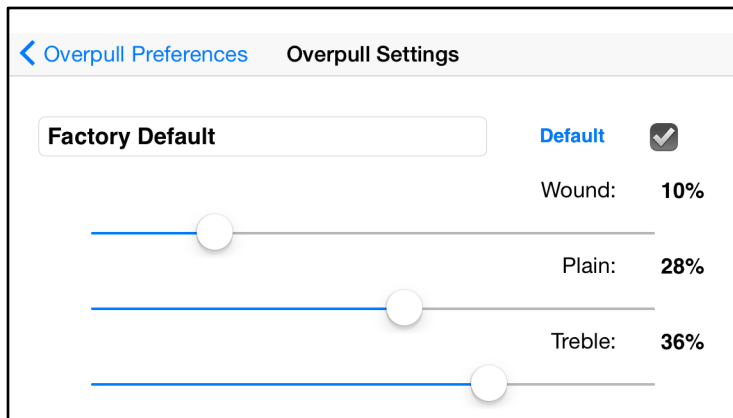 Overpull Preferences Overpull Settings
Factory Default Default
Wound: 10%
Plain: 28%
Treble: 36%